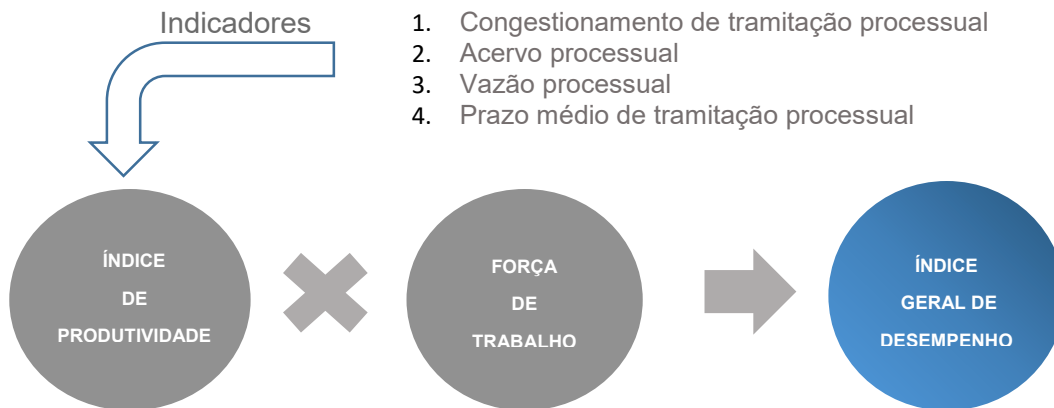 Indicadores
1. Congestionamento de tramitação processual
2. Acervo processual
3. Vazão processual
4. Prazo médio de tramitação processual
ÍNDICE
DE
PRODUTIVIDADE
FORÇA
DE
TRABALHO
ÍNDICE
GERAL DE
DESEMPENHO